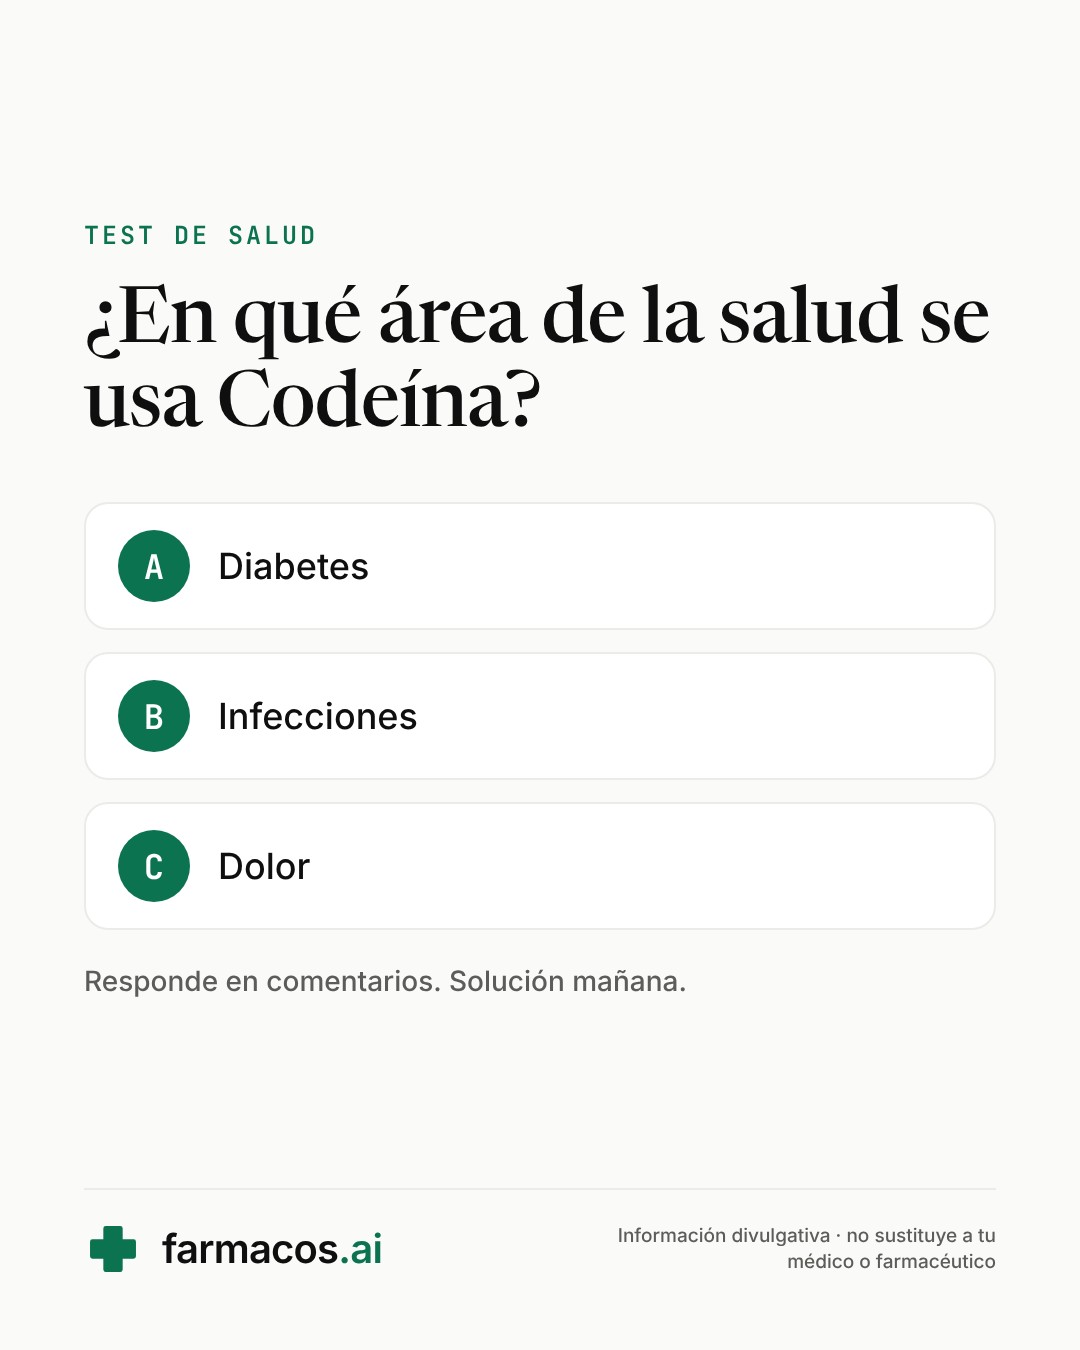 TEST DE SALUD
¿En qué área de la salud se
usa Codeína?
A Diabetes
B Infecciones
C Dolor
Responde en comentarios. Solución mañana.
farmacos.ai
Información divulgativa · no sustituye a tu
médico o farmacéutico